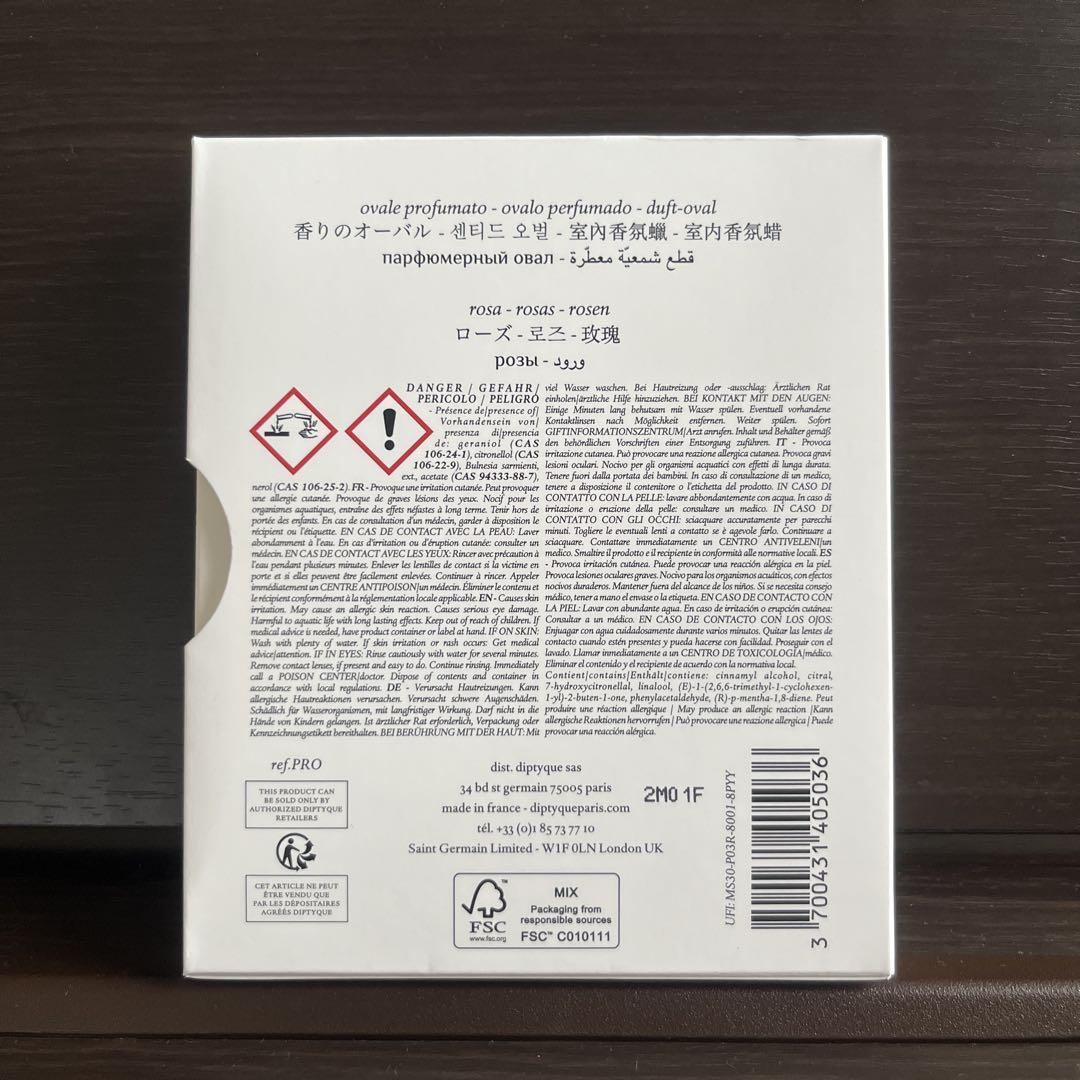 ovale profumato - ovalo perfumado - duft-oval
香りのオーバル - 센티드 오벌 - 室內香氛蠟 - 室内香氛蜡
парфюмерный овал - قطع شمعيّة معطّرة
rosa - rosas - rosen
ローズ - 로즈 - 玫瑰
розы - ورود
DANGER / GEFAHR /
PERICOLO / PELIGRO
- Présence de|presence of|
Vorhandensein von|
presenza di|presencia
de: geraniol (CAS
106-24-1), citronellol (CAS
106-22-9), Bulnesia sarmienti,
ext., acetate (CAS 94333-88-7),
nerol (CAS 106-25-2). FR - Provoque une irritation cutanée. Peut provoquer
une allergie cutanée. Provoque de graves lésions des yeux. Nocif pour les
organismes aquatiques, entraîne des effets néfastes à long terme. Tenir hors de
portée des enfants. En cas de consultation d'un médecin, garder à disposition le
récipient ou l'étiquette. EN CAS DE CONTACT AVEC LA PEAU: Laver
abondamment à l'eau. En cas d'irritation ou d'éruption cutanée: consulter un
médecin. EN CAS DE CONTACT AVEC LES YEUX: Rincer avec précaution à
l'eau pendant plusieurs minutes. Enlever les lentilles de contact si la victime en
porte et si elles peuvent être facilement enlevées. Continuer à rincer. Appeler
immédiatement un CENTRE ANTIPOISON|un médecin. Éliminer le contenu et
le récipient conformément à la réglementation locale applicable. EN - Causes skin
irritation. May cause an allergic skin reaction. Causes serious eye damage.
Harmful to aquatic life with long lasting effects. Keep out of reach of children. If
medical advice is needed, have product container or label at hand. IF ON SKIN:
Wash with plenty of water. If skin irritation or rash occurs: Get medical
advice|attention. IF IN EYES: Rinse cautiously with water for several minutes.
Remove contact lenses, if present and easy to do. Continue rinsing. Immediately
call a POISON CENTER|doctor. Dispose of contents and container in
accordance with local regulations. DE - Verursacht Hautreizungen. Kann
allergische Hautreaktionen verursachen. Verursacht schwere Augenschäden.
Schädlich für Wasserorganismen, mit langfristiger Wirkung. Darf nicht in die
Hände von Kindern gelangen. Ist ärztlicher Rat erforderlich, Verpackung oder
Kennzeichnungsetikett bereithalten. BEI BERÜHRUNG MIT DER HAUT: Mit
viel Wasser waschen. Bei Hautreizung oder -ausschlag: Ärztlichen Rat
einholen|ärztliche Hilfe hinzuziehen. BEI KONTAKT MIT DEN AUGEN:
Einige Minuten lang behutsam mit Wasser spülen. Eventuell vorhandene
Kontaktlinsen nach Möglichkeit entfernen. Weiter spülen. Sofort
GIFTINFORMATIONSZENTRUM|Arzt anrufen. Inhalt und Behälter gemäß
den behördlichen Vorschriften einer Entsorgung zuführen. IT - Provoca
irritazione cutanea. Può provocare una reazione allergica cutanea. Provoca gravi
lesioni oculari. Nocivo per gli organismi acquatici con effetti di lunga durata.
Tenere fuori dalla portata dei bambini. In caso di consultazione di un medico,
tenere a disposizione il contenitore o l'etichetta del prodotto. IN CASO DI
CONTATTO CON LA PELLE: lavare abbondantemente con acqua. In caso di
irritazione o eruzione della pelle: consultare un medico. IN CASO DI
CONTATTO CON GLI OCCHI: sciacquare accuratamente per parecchi
minuti. Togliere le eventuali lenti a contatto se è agevole farlo. Continuare a
sciacquare. Contattare immediatamente un CENTRO ANTIVELENI|un
medico. Smaltire il prodotto e il recipiente in conformità alle normative locali. ES
- Provoca irritación cutánea. Puede provocar una reacción alérgica en la piel.
Provoca lesiones oculares graves. Nocivo para los organismos acuáticos, con efectos
nocivos duraderos. Mantener fuera del alcance de los niños. Si se necesita consejo
médico, tener a mano el envase o la etiqueta. EN CASO DE CONTACTO CON
LA PIEL: Lavar con abundante agua. En caso de irritación o erupción cutánea:
Consultar a un médico. EN CASO DE CONTACTO CON LOS OJOS:
Enjuagar con agua cuidadosamente durante varios minutos. Quitar las lentes de
contacto cuando estén presentes y pueda hacerse con facilidad. Proseguir con el
lavado. Llamar inmediatamente a un CENTRO DE TOXICOLOGÍA|médico.
Eliminar el contenido y el recipiente de acuerdo con la normativa local.
Contient|contains|Enthält|contiene: cinnamyl alcohol, citral,
7-hydroxycitronellal, linalool, (E)-1-(2,6,6-trimethyl-1-cyclohexen-
1-yl)-2-buten-1-one, phenylacetaldehyde, (R)-p-mentha-1,8-diene. Peut
produire une réaction allergique | May produce an allergic reaction |Kann
allergische Reaktionen hervorrufen | Può provocare una reazione allergica | Puede
provocar una reacción alérgica.
ref.PRO
THIS PRODUCT CAN
BE SOLD ONLY BY
AUTHORIZED DIPTYQUE
RETAILERS
CET ARTICLE NE PEUT
ÊTRE VENDU QUE
PAR LES DÉPOSITAIRES
AGRÉÉS DIPTYQUE
dist. diptyque sas
34 bd st germain 75005 paris
made in france - diptyqueparis.com
tél. +33 (0)1 85 73 77 10
Saint Germain Limited - W1F 0LN London UK
2M01F
FSC™
www.fsc.org
MIX
Packaging from
responsible sources
FSC™ C010111
UFI: MS30-P03R-8001-8PYY
3 700431 405036